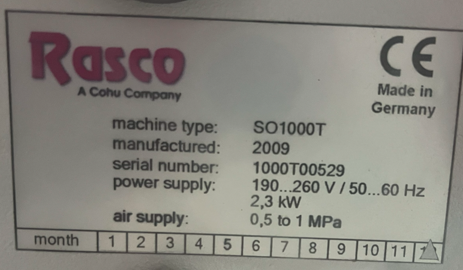 Rasco
A Cohu Company
CE
Made in
Germany
machine type: SO1000T
manufactured: 2009
serial number: 1000T00529
power supply: 190...260 V / 50...60 Hz
2,3 kW
air supply: 0,5 to 1 MPa
month 1 2 3 4 5 6 7 8 9 10 11